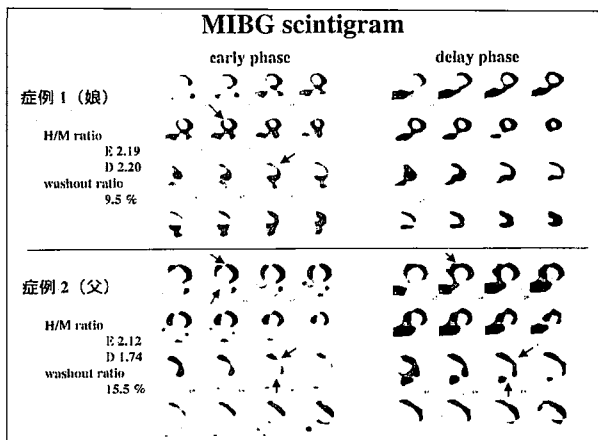 MIBG scintigram
early phase
delay phase
症例 1（娘）
H/M ratio
E 2.19
D 2.20
washout ratio
9.5 %
症例 2（父）
H/M ratio
E 2.12
D 1.74
washout ratio
15.5 %